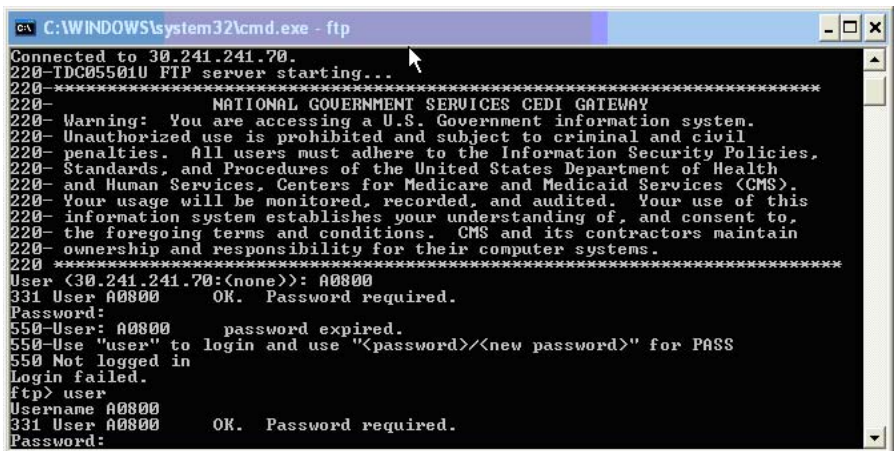 C:\WINDOWS\system32\cmd.exe - ftp
Connected to 30.241.241.70.
220-TDC05501U FTP server starting...
220-***************************************************************************
220-                NATIONAL GOVERNMENT SERVICES CEDI GATEWAY
220- Warning:  You are accessing a U.S. Government information system.
220- Unauthorized use is prohibited and subject to criminal and civil
220- penalties.  All users must adhere to the Information Security Policies,
220- Standards, and Procedures of the United States Department of Health
220- and Human Services, Centers for Medicare and Medicaid Services (CMS).
220- Your usage will be monitored, recorded, and audited.  Your use of this
220- information system establishes your understanding of, and consent to,
220- the foregoing terms and conditions.  CMS and its contractors maintain
220- ownership and responsibility for their computer systems.
220 *****************************************************************************
User (30.241.241.70:(none)): A0800
331 User A0800     OK.  Password required.
Password:
550-User: A0800     password expired.
550-Use "user" to login and use "<password>/<new password>" for PASS
550 Not logged in
Login failed.
ftp> user
Username A0800
331 User A0800     OK.  Password required.
Password: